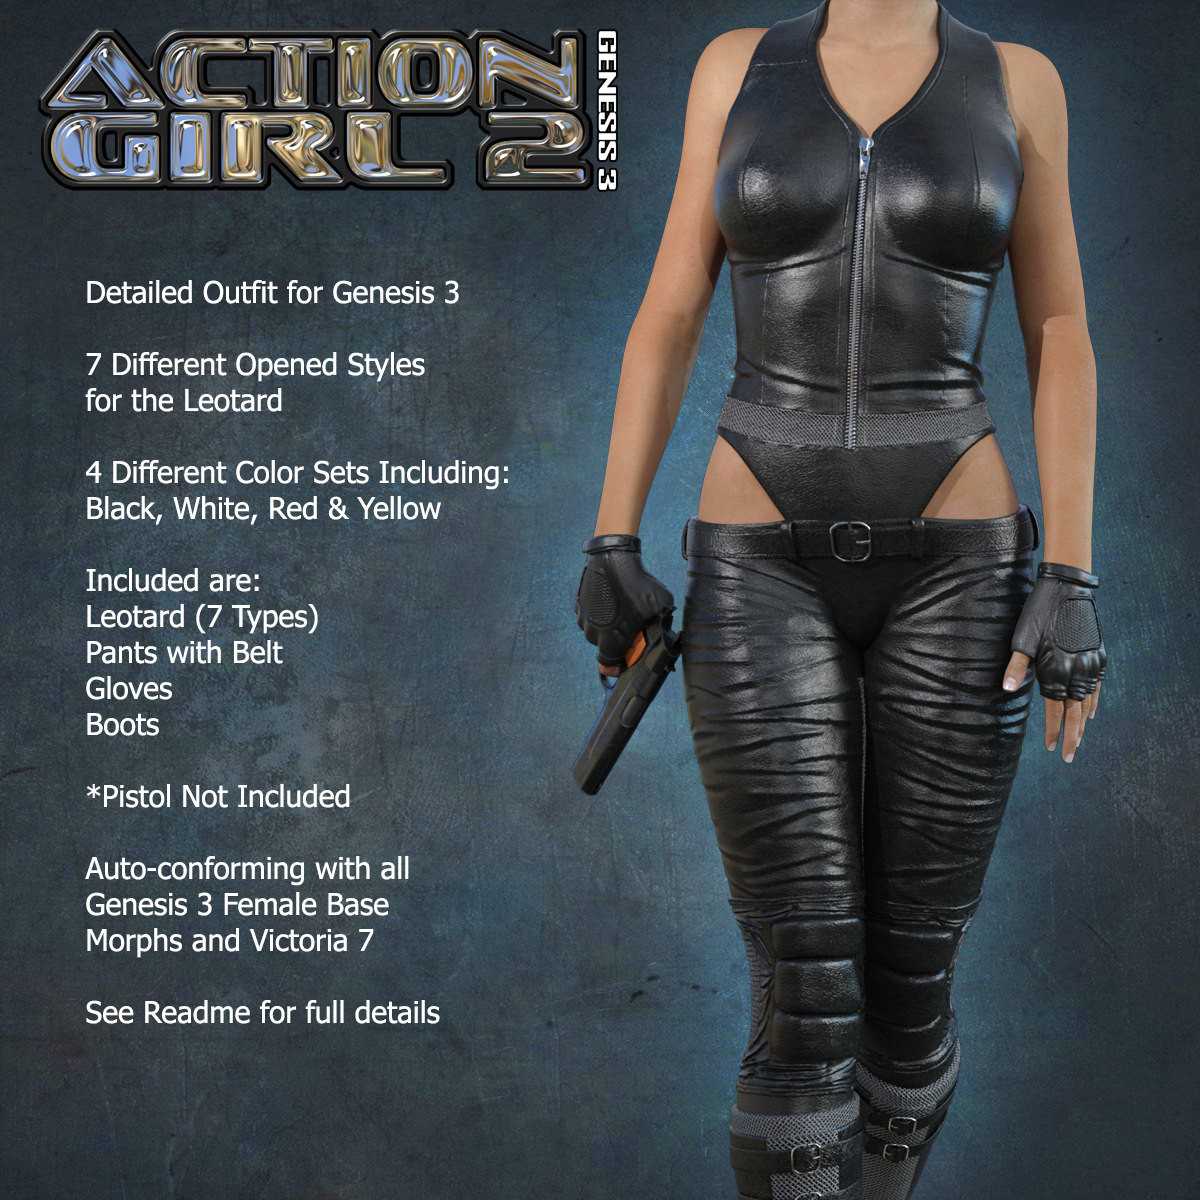 ACTION
GIRL 2
GENESIS 3
Detailed Outfit for Genesis 3
7 Different Opened Styles
for the Leotard
4 Different Color Sets Including:
Black, White, Red & Yellow
Included are:
Leotard (7 Types)
Pants with Belt
Gloves
Boots
*Pistol Not Included
Auto-conforming with all
Genesis 3 Female Base
Morphs and Victoria 7
See Readme for full details